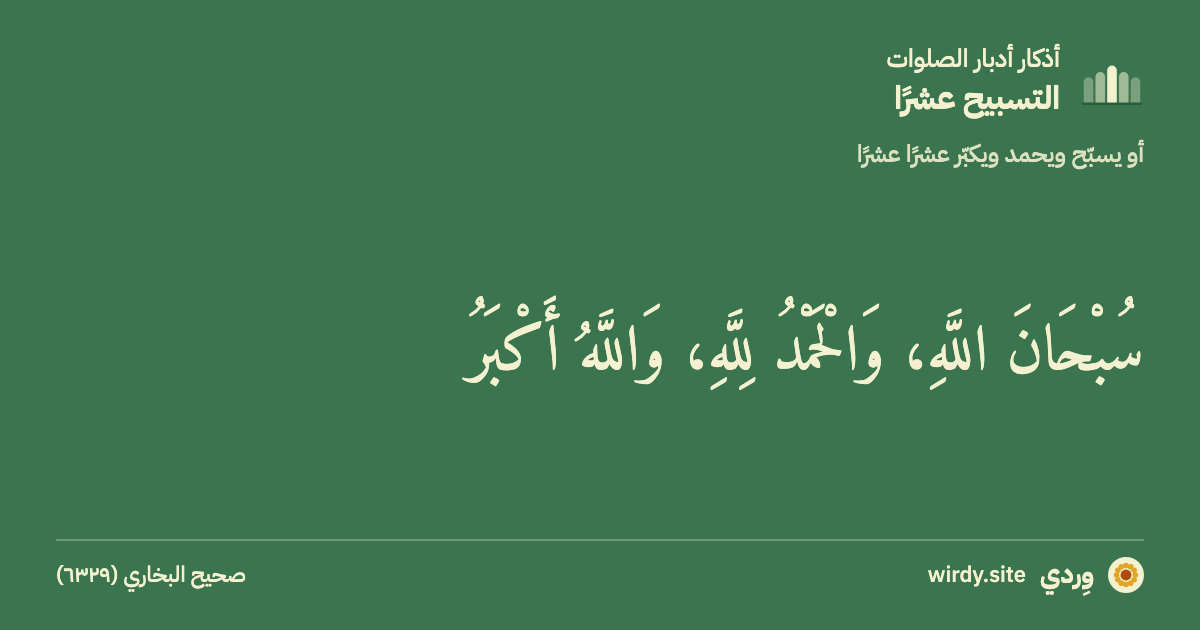 أذكار أدبار الصلوات
التسبيح عشرًا
أو يسبّح ويحمد ويكبّر عشرًا عشرًا
سُبْحَانَ اللَّهِ، وَالْحَمْدُ لِلَّهِ، وَاللَّهُ أَكْبَرُ
وِردي wirdy.site
صحيح البخاري (٦٣٢٩)